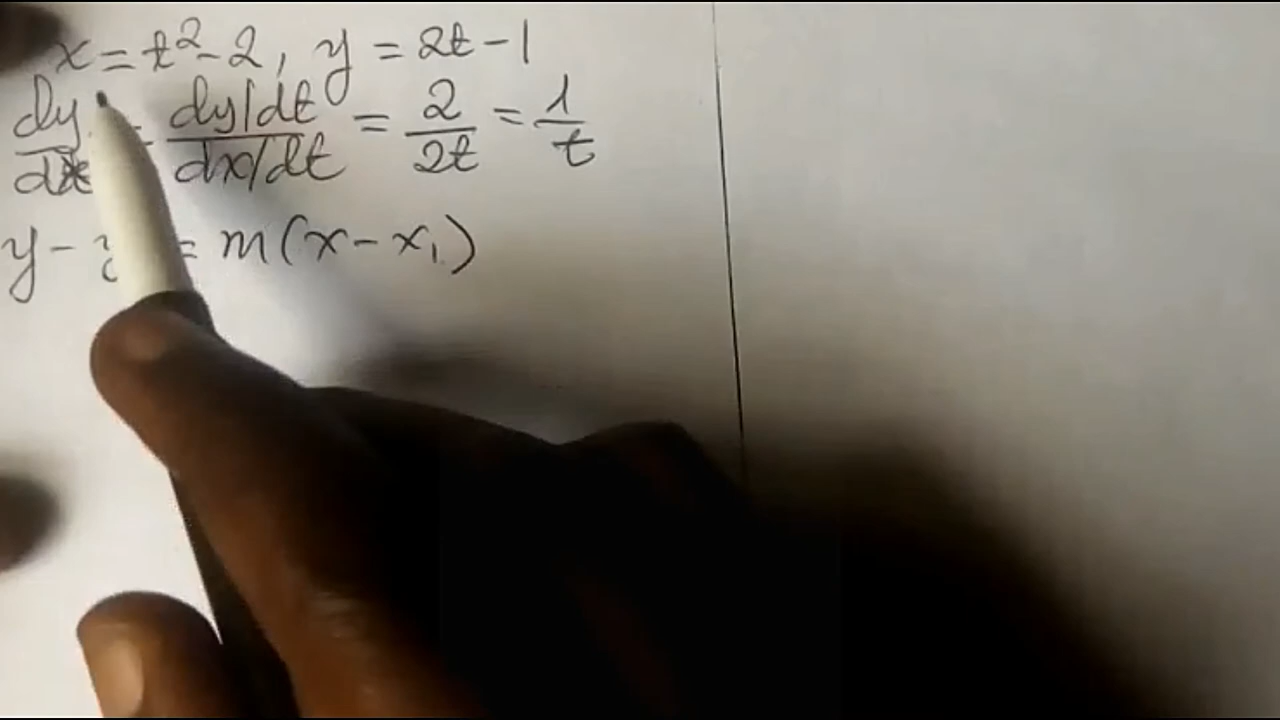 x = t² - 2, y = 2t - 1
dy/dx = (dy/dt)/(dx/dt) = 2/2t = 1/t
y - y = m(x - x₁)